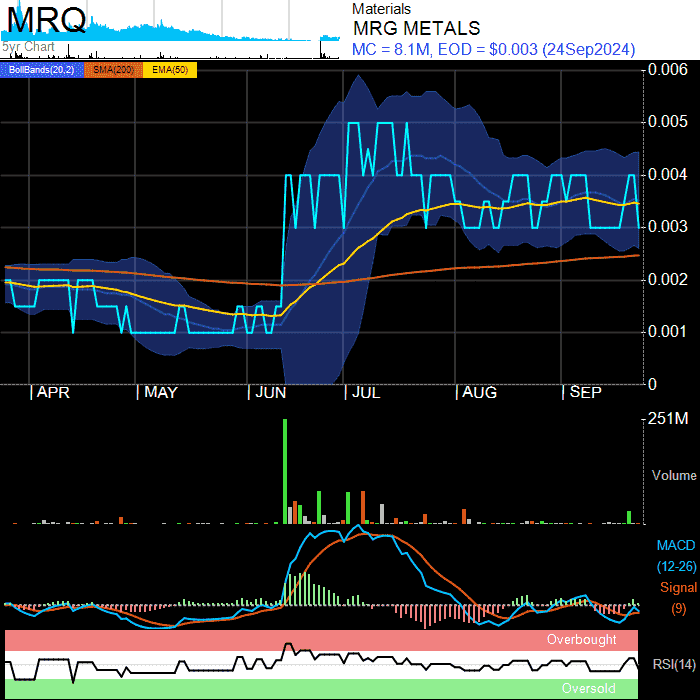 MRQ
5yr Chart
Materials
MRG METALS
MC = 8.1M, EOD = $0.003 (24Sep2024)
BollBands(20,2) SMA(200) EMA(50)
0.006
0.005
0.004
0.003
0.002
0.001
0
APR MAY JUN JUL AUG SEP
251M
Volume
MACD
(12-26)
Signal
(9)
Overbought
RSI(14)
Oversold